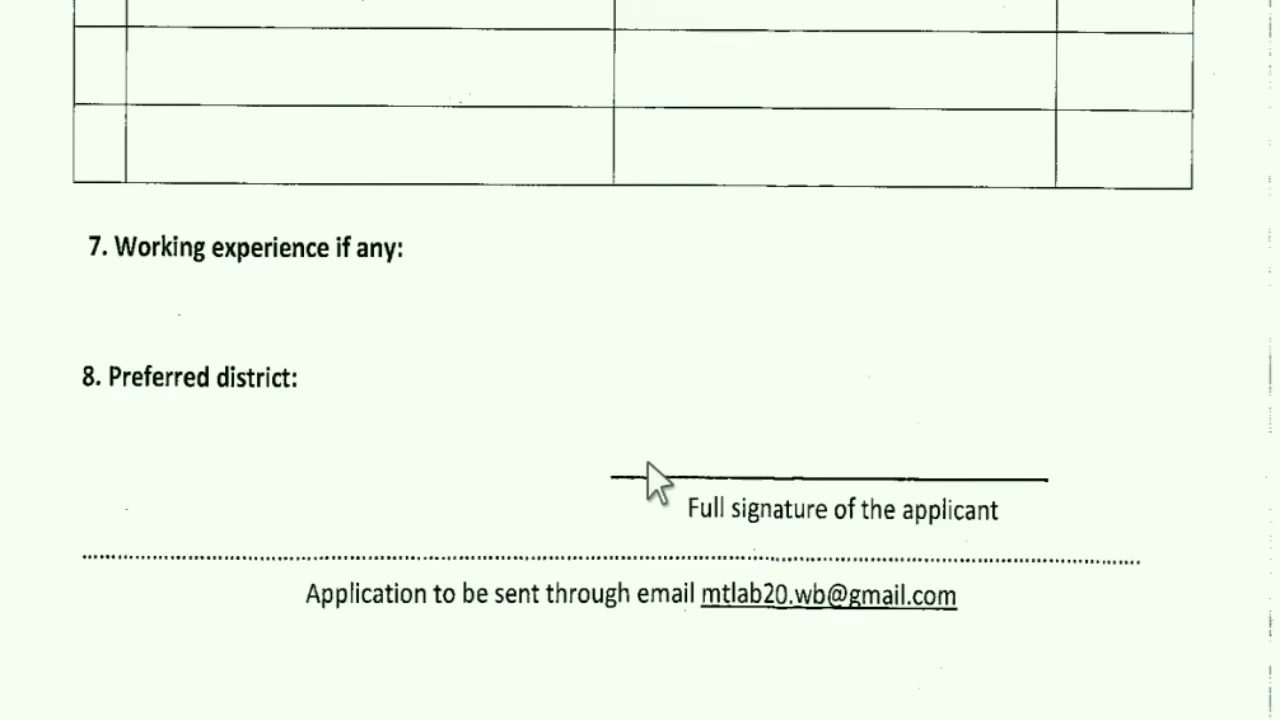 7. Working experience if any:
8. Preferred district:
Full signature of the applicant
Application to be sent through email mtlab20.wb@gmail.com